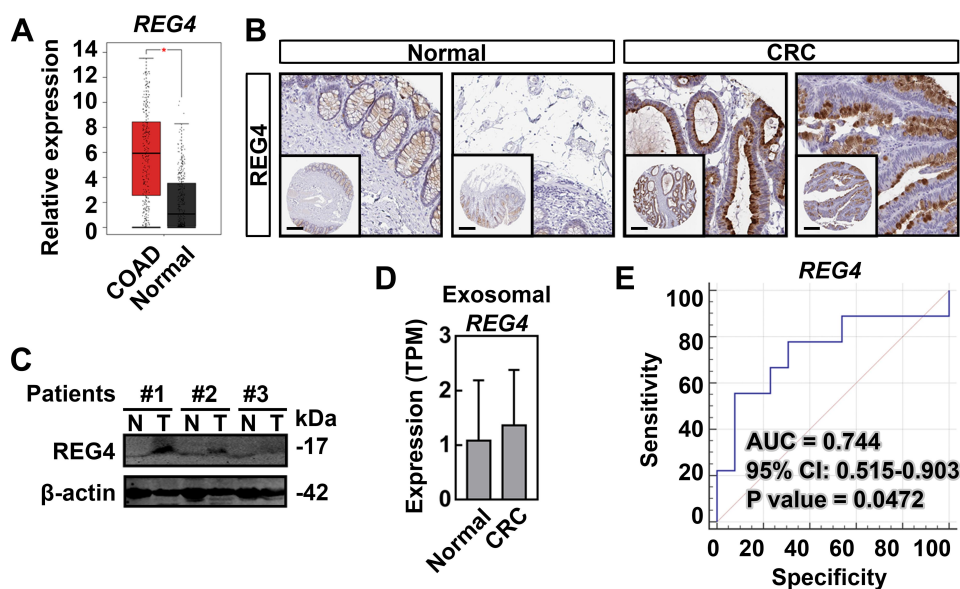 A
REG4
Relative expression
14
12
10
8
6
4
2
0
*
COAD
Normal
B
Normal
CRC
REG4
C
Patients
#1 #2 #3
N T N T N T
kDa
REG4
-17
β-actin
-42
D
Exosomal
REG4
Expression (TPM)
3
2
1
0
Normal
CRC
E
REG4
Sensitivity
100
80
60
40
20
0
AUC = 0.744
95% CI: 0.515-0.903
P value = 0.0472
0 20 40 60 80 100
Specificity